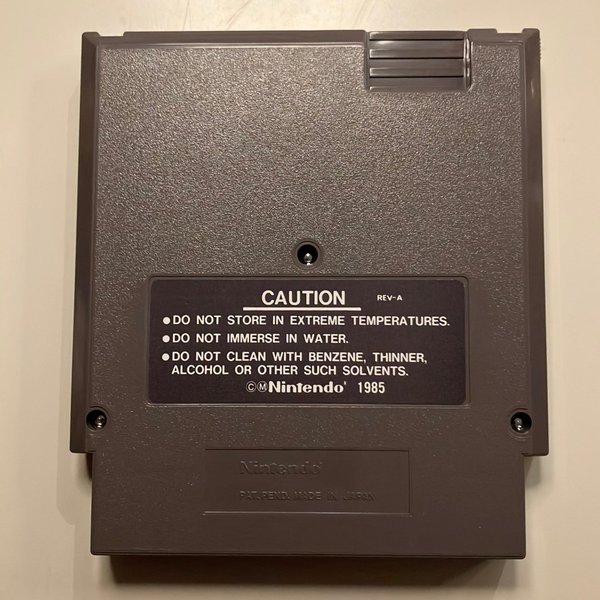 CAUTION REV-A
●DO NOT STORE IN EXTREME TEMPERATURES.
●DO NOT IMMERSE IN WATER.
●DO NOT CLEAN WITH BENZENE, THINNER,
ALCOHOL OR OTHER SUCH SOLVENTS.
©Ⓜ Nintendo® 1985
Nintendo®
PAT. PEND. MADE IN JAPAN